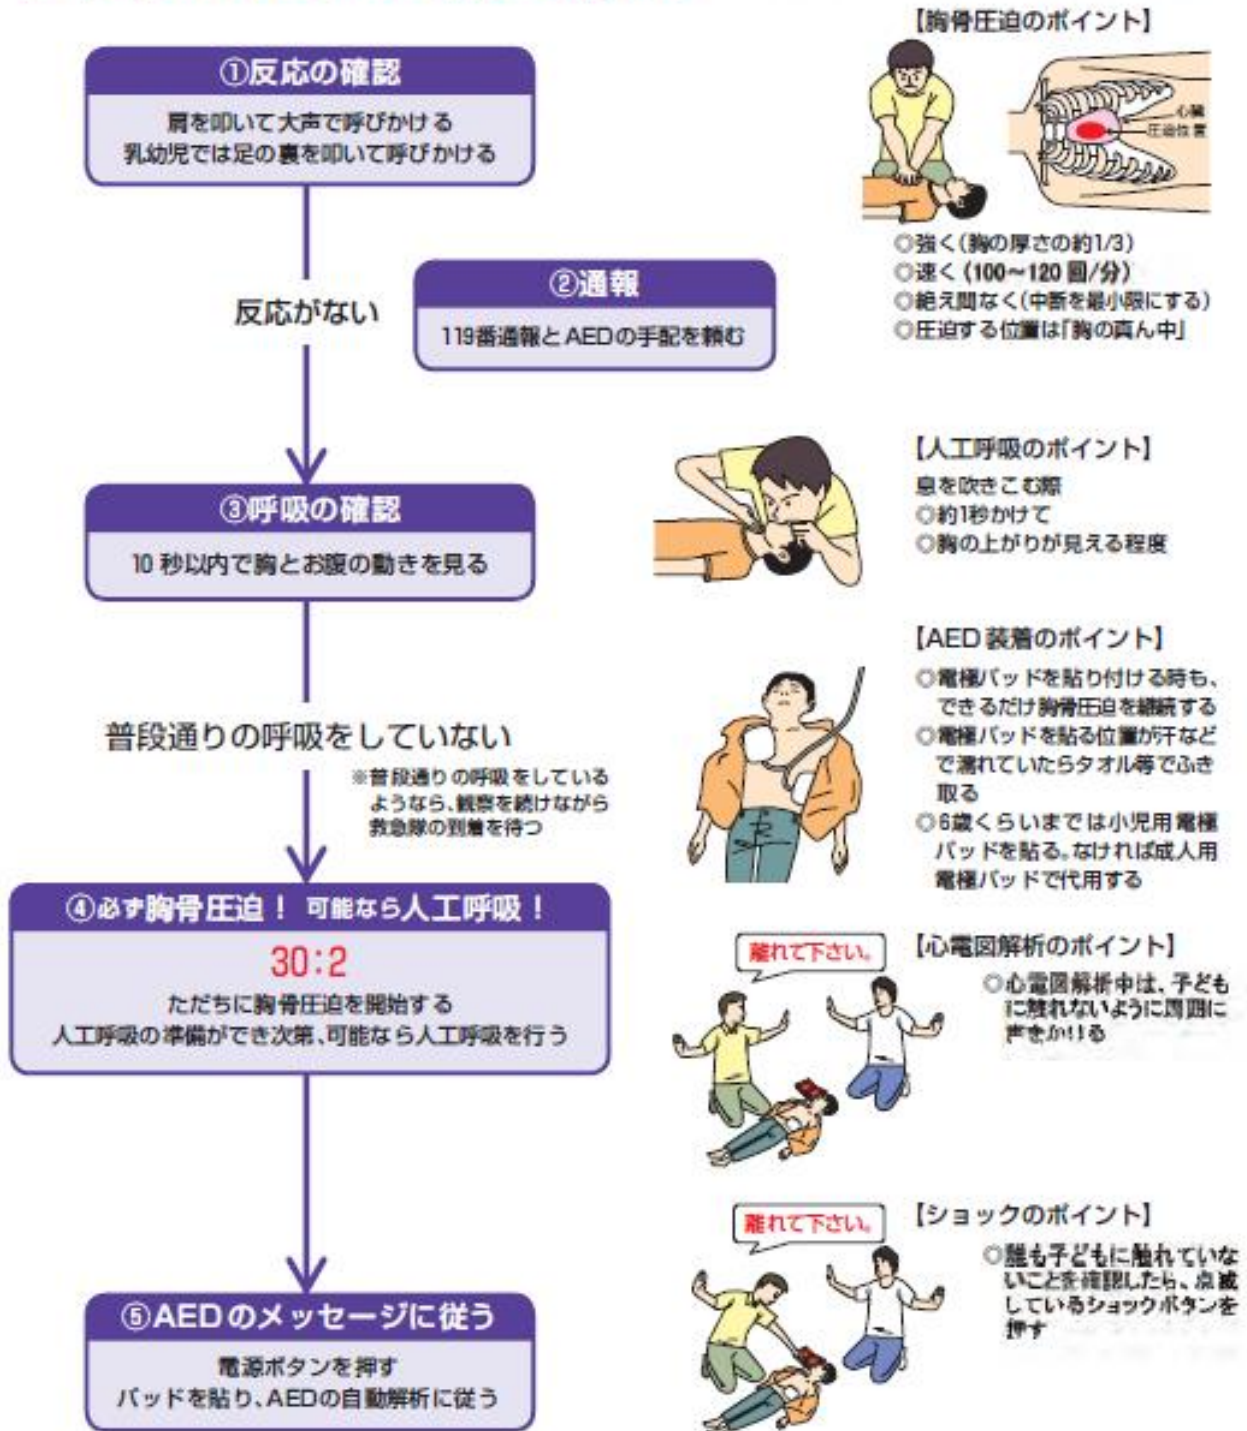 ①反応の確認
肩を叩いて大声で呼びかける
乳幼児では足の裏を叩いて呼びかける
反応がない
②通報
119番通報とAEDの手配を頼む
③呼吸の確認
10秒以内で胸とお腹の動きを見る
普段通りの呼吸をしていない
※普段通りの呼吸をしている
ようなら、観察を続けながら
救急隊の到着を待つ
④必ず胸骨圧迫！ 可能なら人工呼吸！
30:2
ただちに胸骨圧迫を開始する
人工呼吸の準備ができ次第、可能なら人工呼吸を行う
⑤AEDのメッセージに従う
電源ボタンを押す
パッドを貼り、AEDの自動解析に従う
【胸骨圧迫のポイント】
心臓
圧迫位置
◎強く(胸の厚さの約1/3)
◎速く(100～120回/分)
◎絶え間なく(中断を最小限にする)
◎圧迫する位置は「胸の真ん中」
【人工呼吸のポイント】
息を吹きこむ際
◎約1秒かけて
◎胸の上がりが見える程度
【AED装着のポイント】
◎電極パッドを貼り付ける時も、
できるだけ胸骨圧迫を継続する
◎電極パッドを貼る位置が汗など
で濡れていたらタオル等でふき
取る
◎6歳くらいまでは小児用電極
パッドを貼る。なければ成人用
電極パッドで代用する
【心電図解析のポイント】
離れて下さい。
◎心電図解析中は、子ども
に触れないように周囲に
声をかける
【ショックのポイント】
離れて下さい。
◎誰も子どもに触れていな
いことを確認したら、点滅
しているショックボタンを
押す